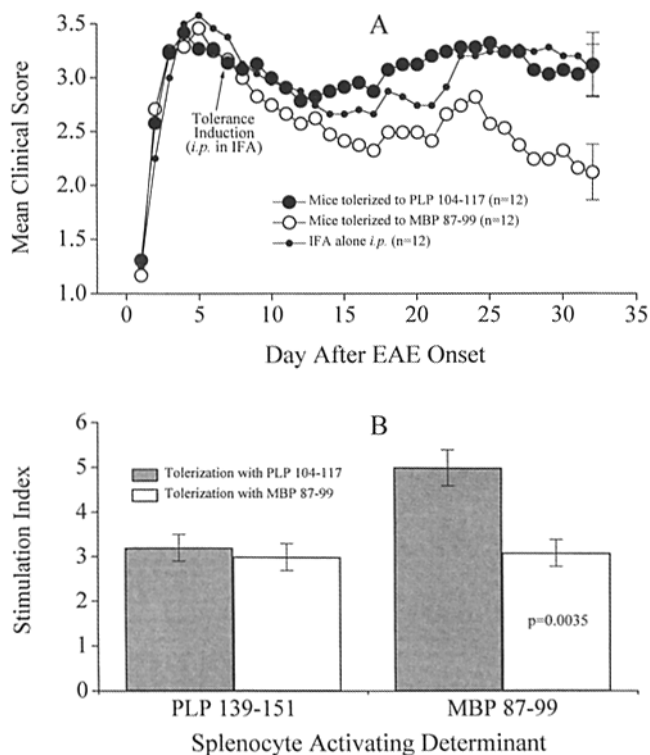 A
3.5
3.0
2.5
2.0
1.5
1.0
Mean Clinical Score
Tolerance
Induction
(i.p. in IFA)
Mice tolerized to PLP 104-117 (n=12)
Mice tolerized to MBP 87-99 (n=12)
IFA alone i.p. (n=12)
0 5 10 15 20 25 30 35
Day After EAE Onset
B
6
5
4
3
2
1
0
Stimulation Index
Tolerization with PLP 104-117
Tolerization with MBP 87-99
p=0.0035
PLP 139-151 MBP 87-99
Splenocyte Activating Determinant